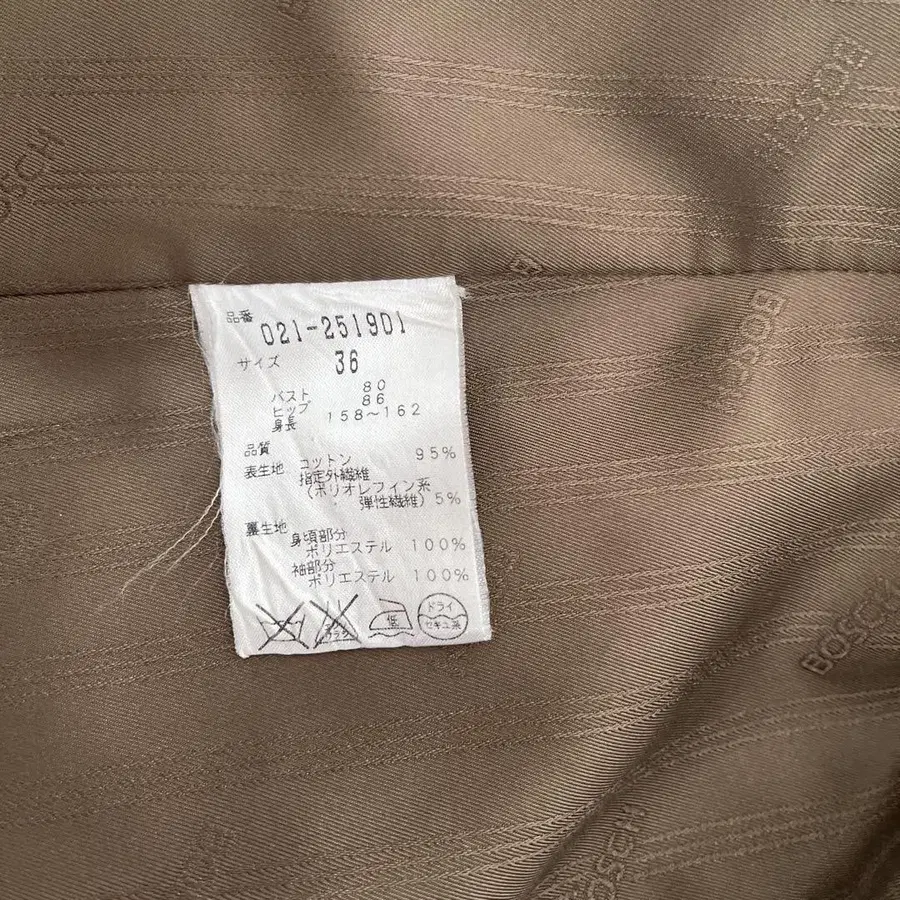 BOSCH
BOSCH
品番 021-251901
サイズ 36
バスト 80
ヒップ 86
身長 158~162
品質
表生地 コットン 95%
指定外繊維
(ポリオレフィン系
弾性繊維) 5%
裏生地 身頃部分
ポリエステル 100%
袖部分
ポリエステル 100%
低
ドライ
セキユ系
BOSCH
BOSCH
BOSCH